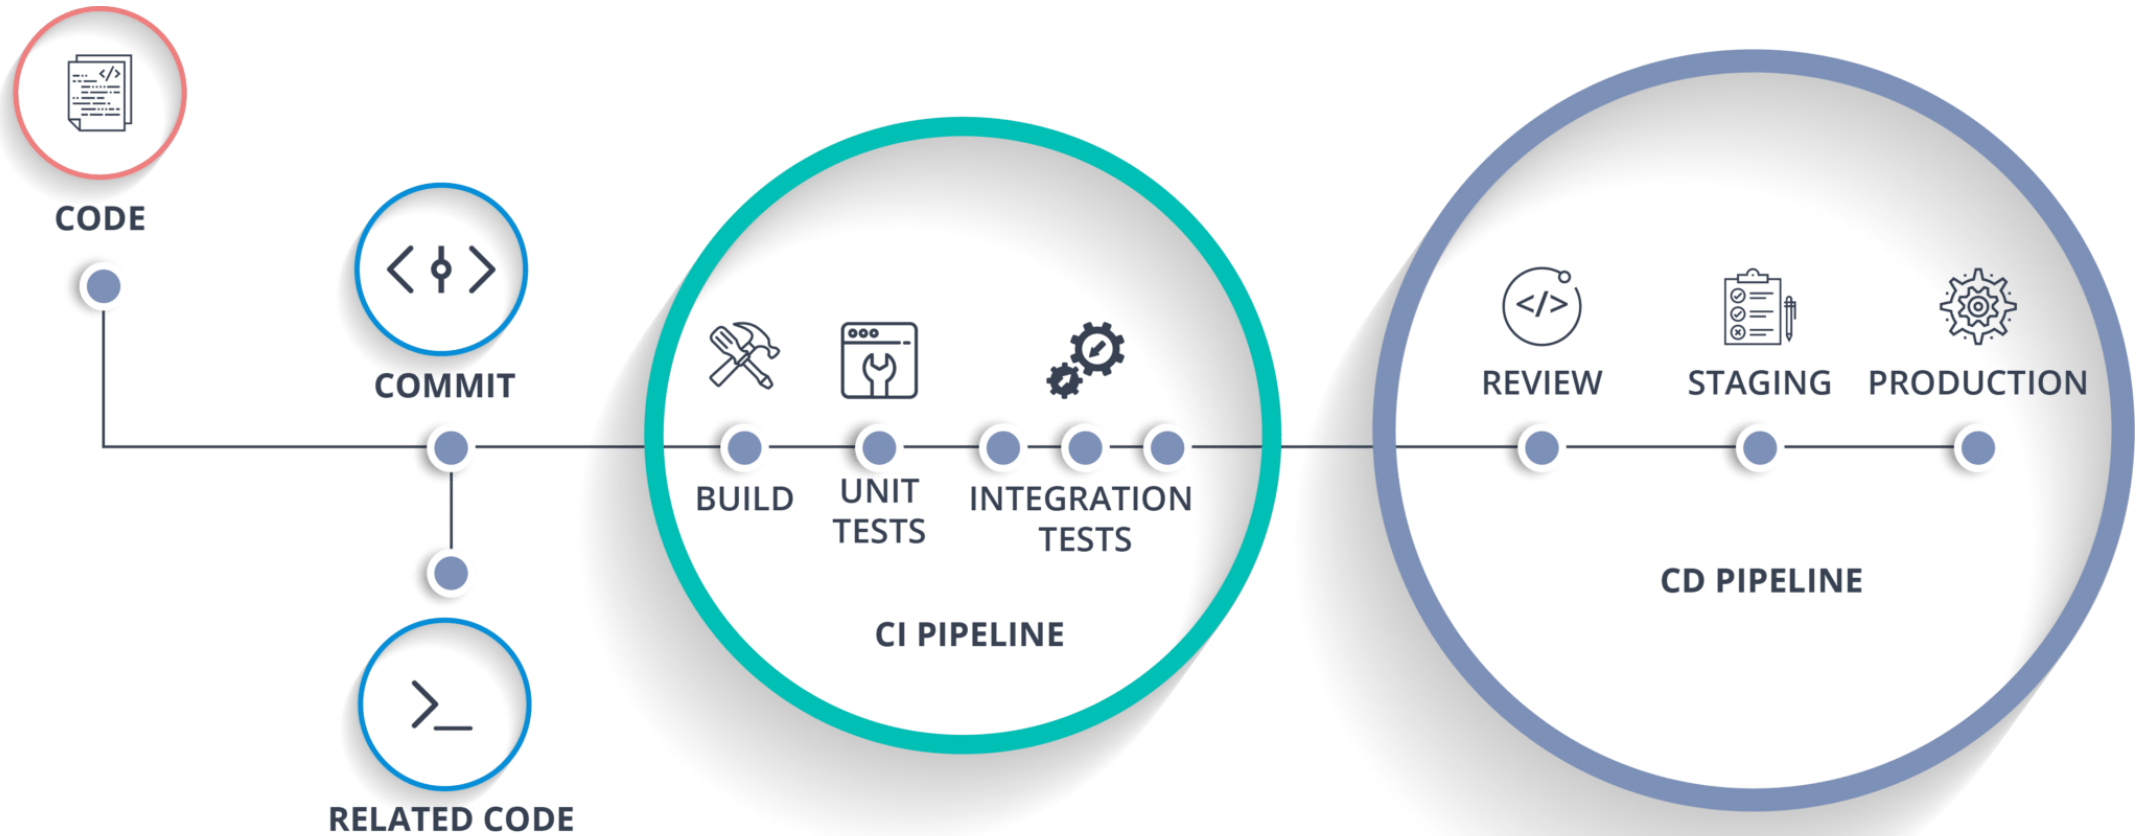 CODE
COMMIT
RELATED CODE
BUILD
UNIT
TESTS
INTEGRATION
TESTS
CI PIPELINE
REVIEW
STAGING
PRODUCTION
CD PIPELINE